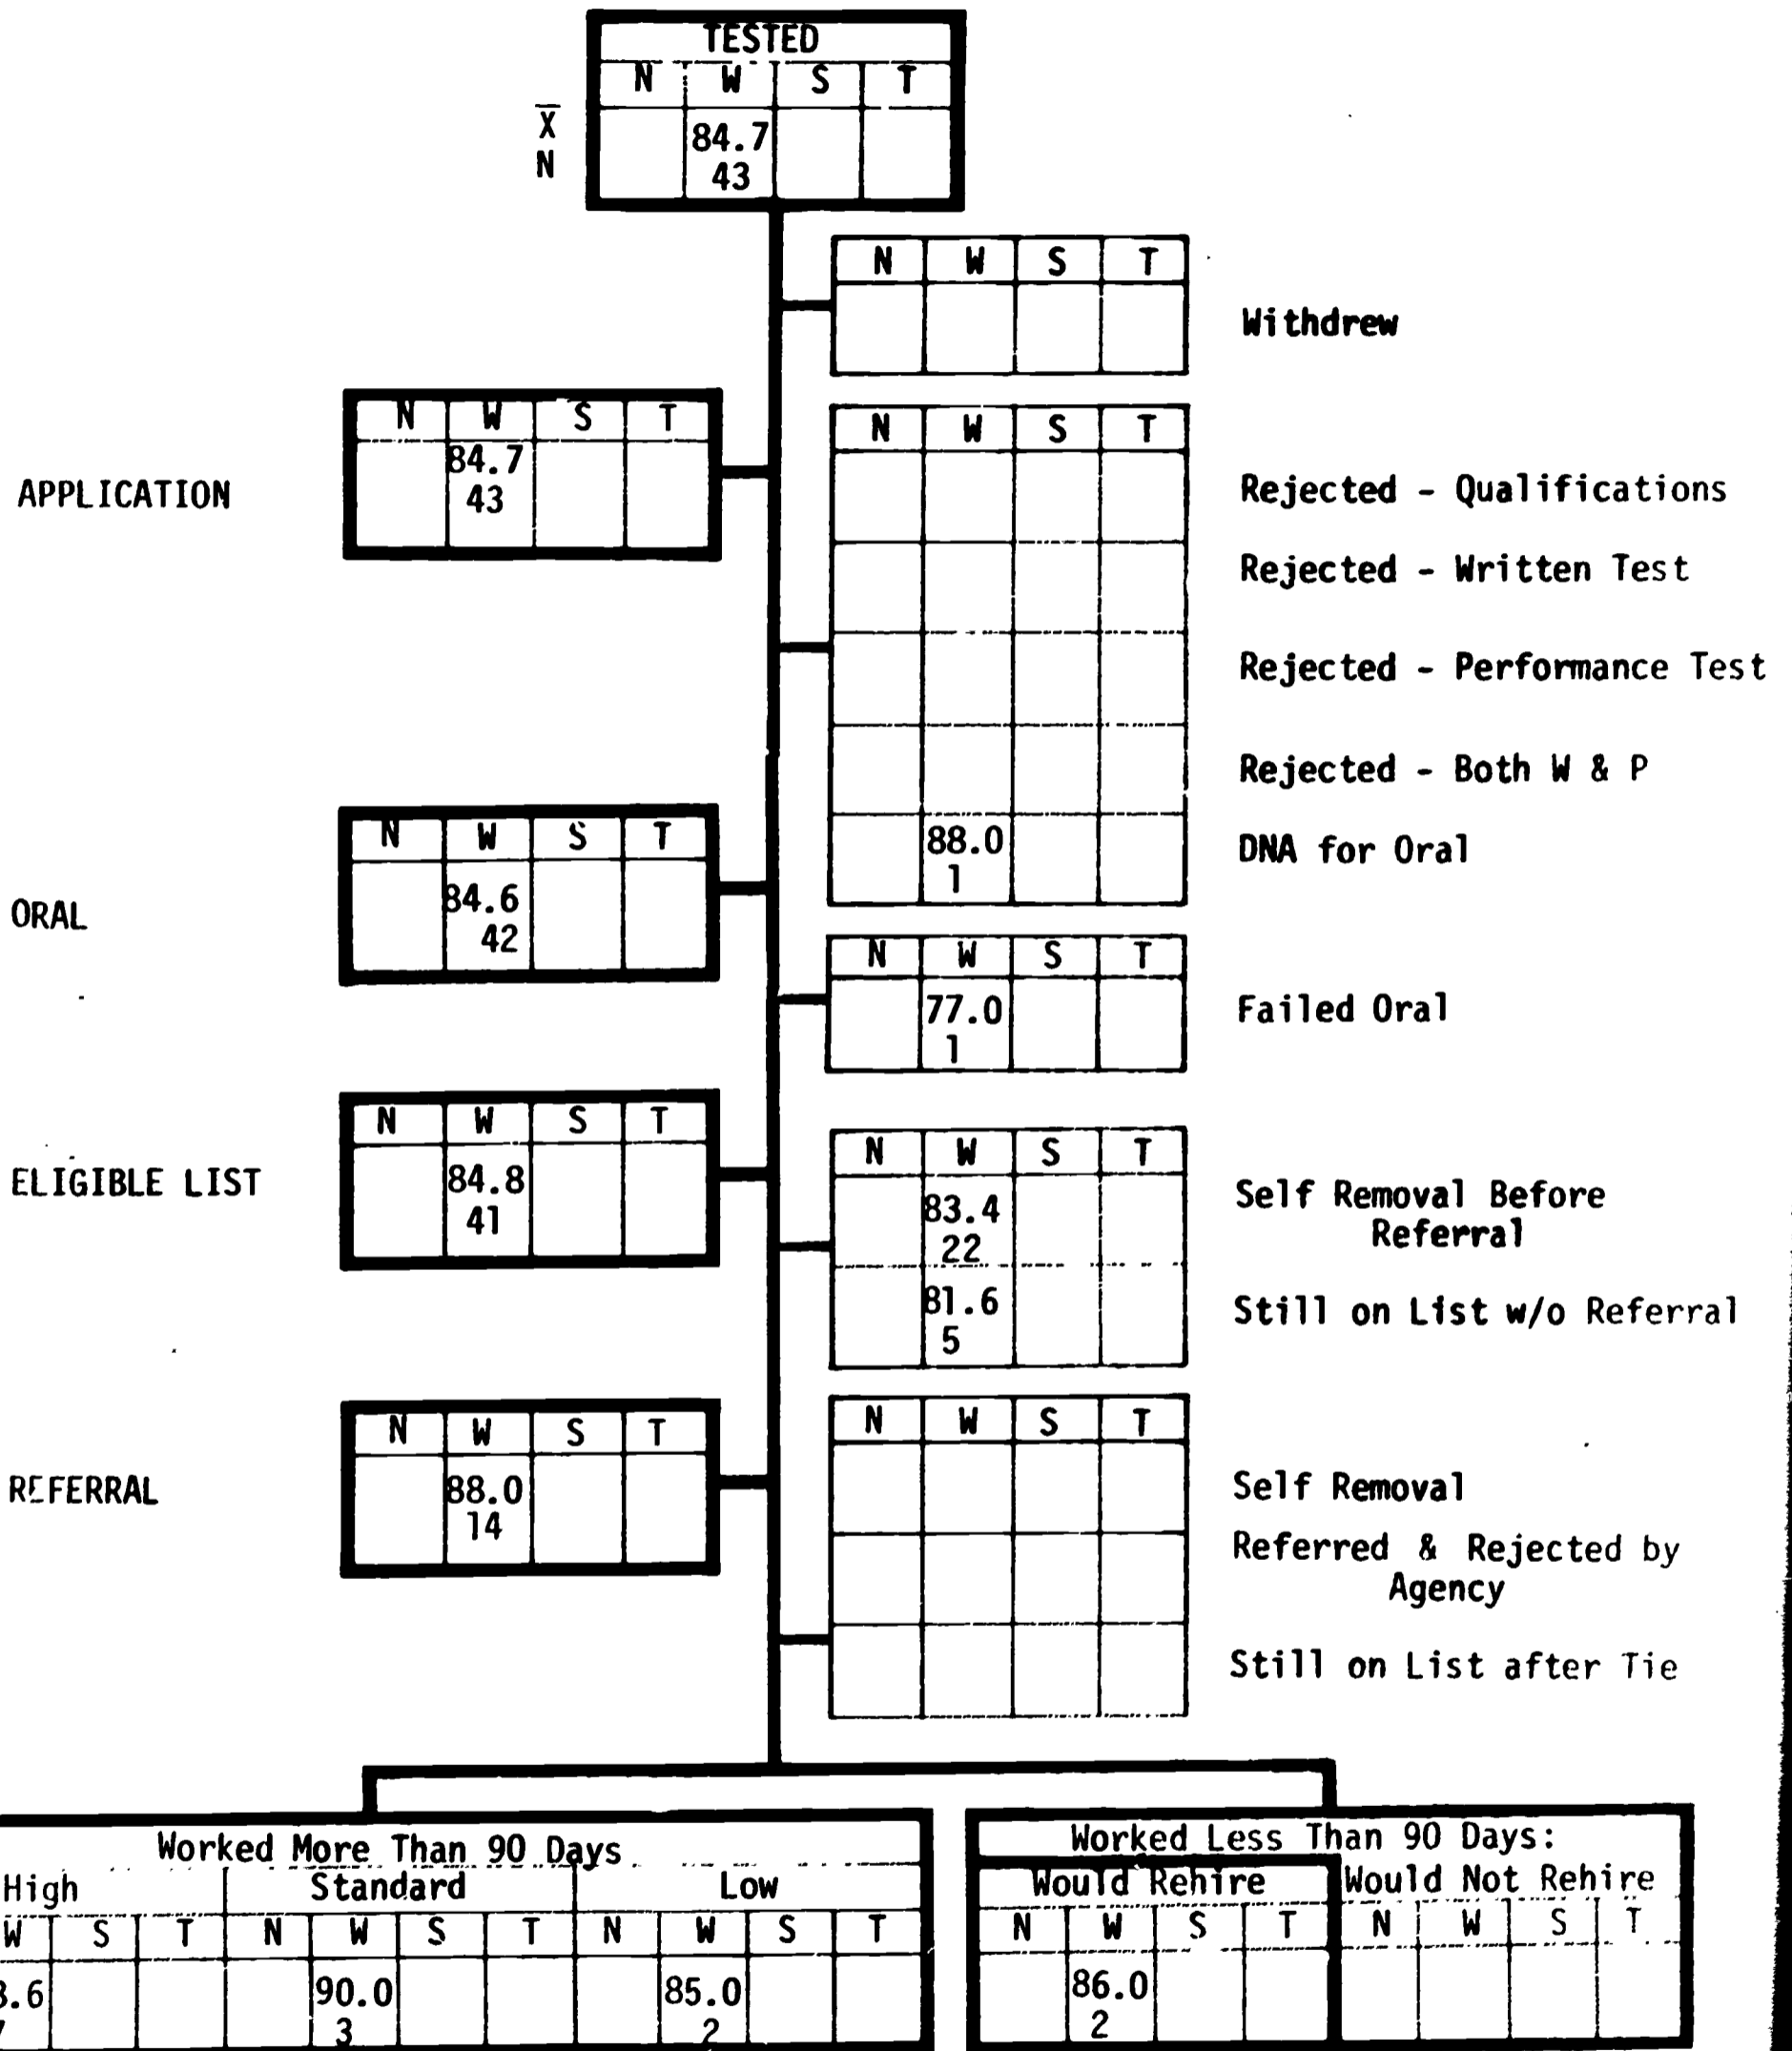 TESTED
N W S T
X̄ 84.7
N 43
N W S T
Withdrew
N W S T
APPLICATION 84.7
43
N W S T
Rejected - Qualifications
Rejected - Written Test
Rejected - Performance Test
Rejected - Both W & P
88.0 DNA for Oral
1
N W S T
ORAL 84.6
42
N W S T
77.0 Failed Oral
1
N W S T
ELIGIBLE LIST 84.8
41
N W S T
83.4 Self Removal Before
22 Referral
81.6 Still on List w/o Referral
5
N W S T
REFERRAL 88.0
14
N W S T
Self Removal
Referred & Rejected by
Agency
Still on List after Tie
Worked More Than 90 Days
High Standard Low
W S T N W S T N W S T
.6 90.0 85.0
3 2
Worked Less Than 90 Days:
Would Rehire Would Not Rehire
N W S T N W S T
86.0
2